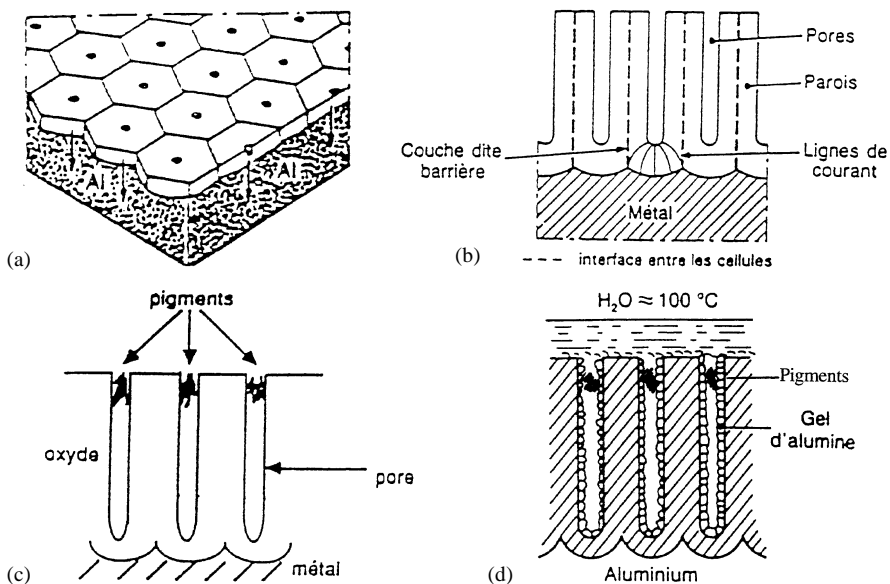 Al
Al
(a)
Pores
Parois
Couche dite
barrière
Lignes de
courant
Métal
--- interface entre les cellules
(b)
pigments
oxyde
pore
métal
(c)
H₂O ≈ 100 °C
Pigments
Gel
d'alumine
Aluminium
(d)